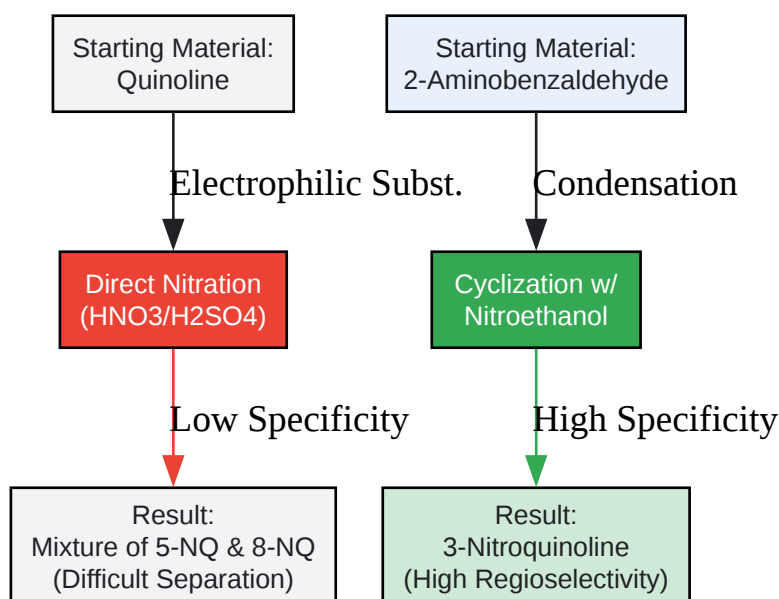 Starting Material:
Quinoline
Electrophilic Subst.
Direct Nitration
(HNO3/H2SO4)
Low Specificity
Result:
Mixture of 5-NQ & 8-NQ
(Difficult Separation)
Starting Material:
2-Aminobenzaldehyde
Condensation
Cyclization w/
Nitroethanol
High Specificity
Result:
3-Nitroquinoline
(High Regioselectivity)